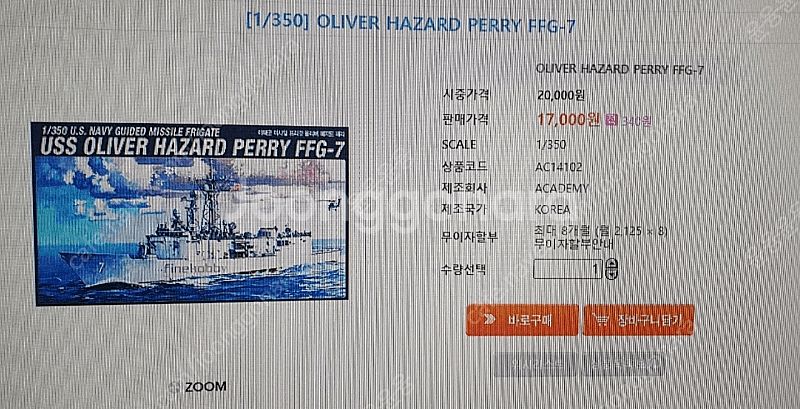 [1/350] OLIVER HAZARD PERRY FFG-7
OLIVER HAZARD PERRY FFG-7
시중가격 20,000원
판매가격 17,000원 340원
SCALE 1/350
상품코드 AC14102
제조회사 ACADEMY
제조국가 KOREA
무이자할부 최대 8개월 (월 2,125 × 8)
무이자할부안내
수량선택 1
바로구매 장바구니담기
1/350 U.S. NAVY GUIDED MISSILE FRIGATE
USS OLIVER HAZARD PERRY FFG-7
7
finehobby
ZOOM